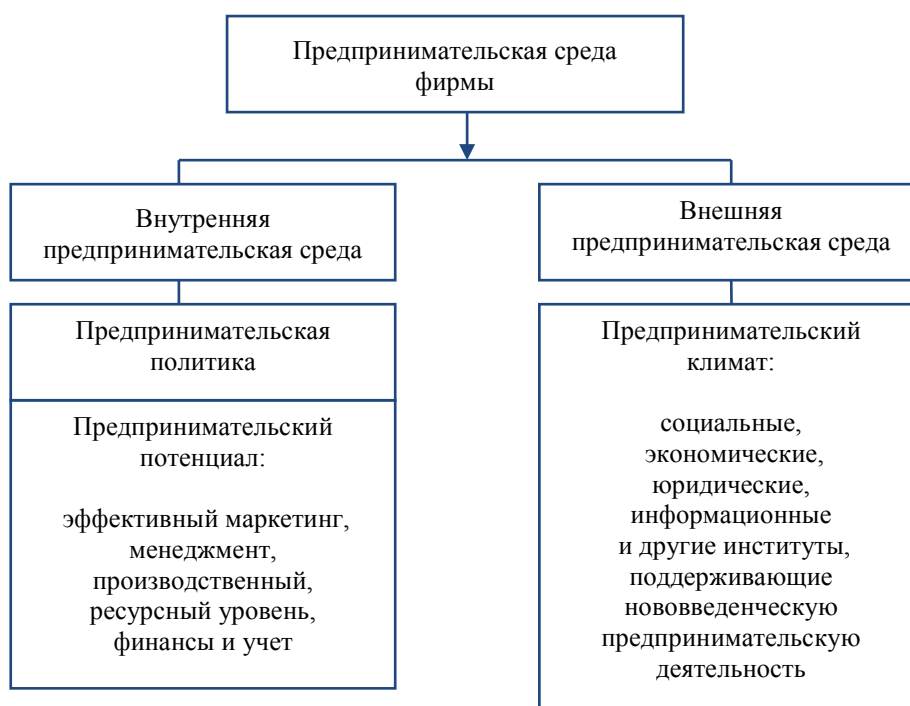 Предпринимательская среда
фирмы
Внутренняя
предпринимательская среда
Внешняя
предпринимательская среда
Предпринимательская
политика
Предпринимательский
потенциал:
эффективный маркетинг,
менеджмент,
производственный,
ресурсный уровень,
финансы и учет
Предпринимательский
климат:
социальные,
экономические,
юридические,
информационные
и другие институты,
поддерживающие
нововведенческую
предпринимательскую
деятельность